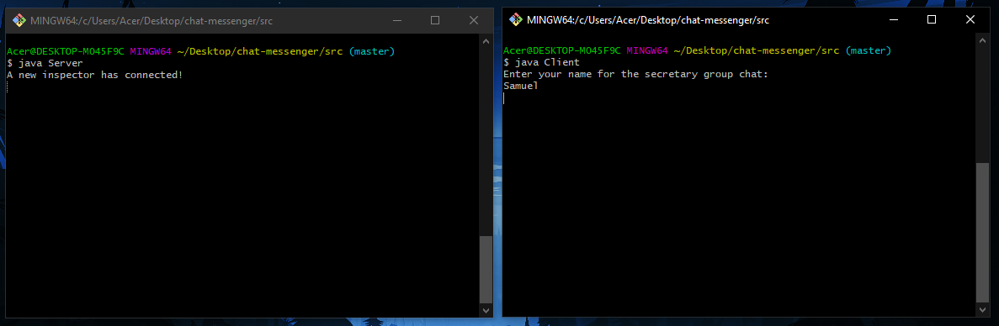 MINGW64:/c/Users/Acer/Desktop/chat-messenger/src
Acer@DESKTOP-MO45F9C MINGW64 ~/Desktop/chat-messenger/src (master)
$ java Server
A new inspector has connected!
MINGW64:/c/Users/Acer/Desktop/chat-messenger/src
Acer@DESKTOP-MO45F9C MINGW64 ~/Desktop/chat-messenger/src (master)
$ java Client
Enter your name for the secretary group chat:
Samuel